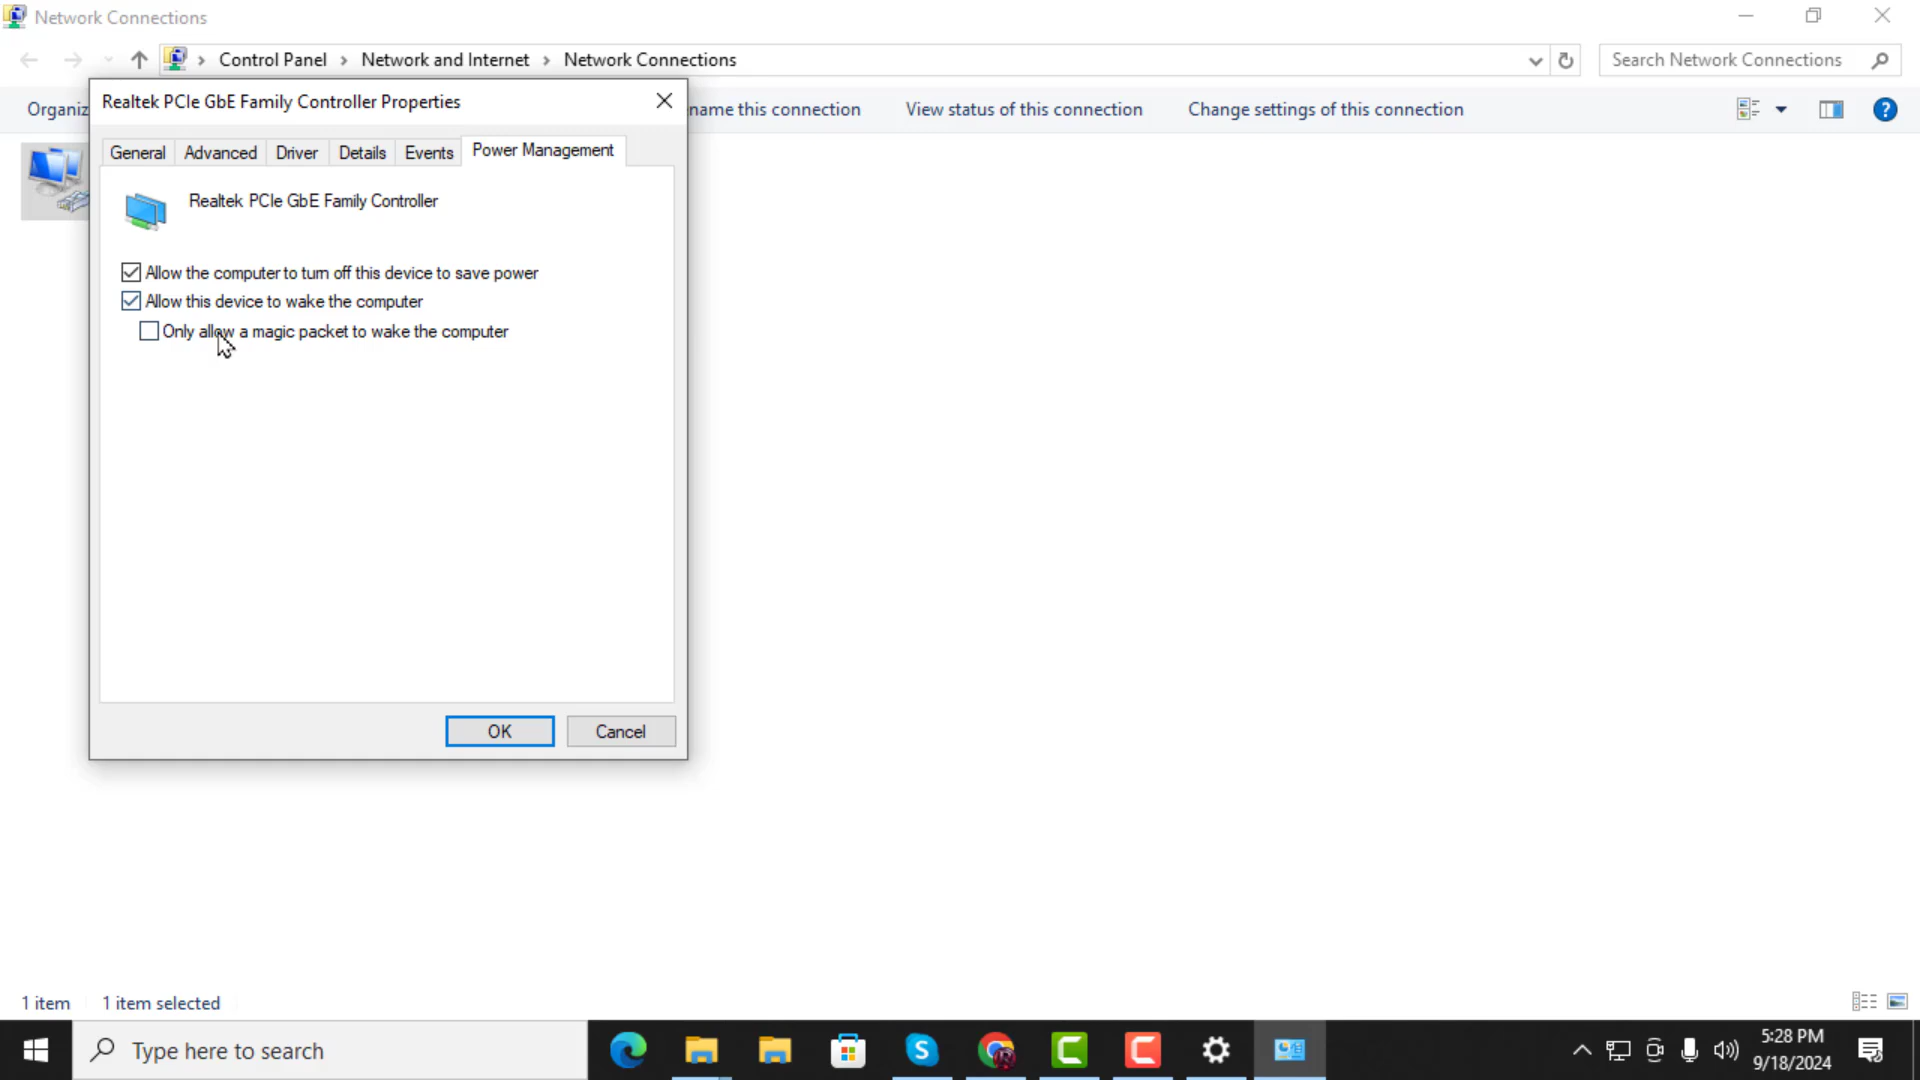 Network Connections
Control Panel > Network and Internet > Network Connections
Search Network Connections
Realtek PCIe GbE Family Controller Properties
Organiz
name this connection
View status of this connection
Change settings of this connection
General
Advanced
Driver
Details
Events
Power Management
Realtek PCIe GbE Family Controller
Allow the computer to turn off this device to save power
Allow this device to wake the computer
Only allow a magic packet to wake the computer
OK
Cancel
1 item
1 item selected
Type here to search
5:28 PM
9/18/2024